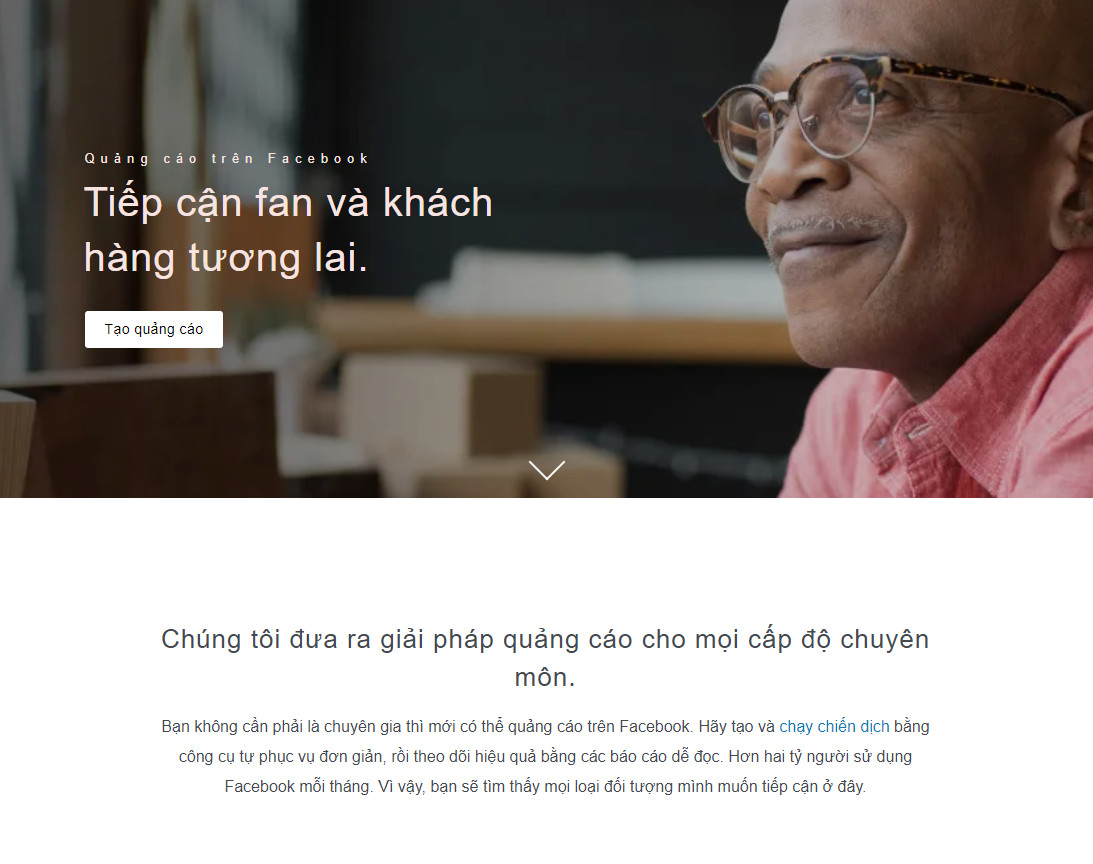 Quảng cáo trên Facebook
Tiếp cận fan và khách
hàng tương lai.
Tạo quảng cáo
Chúng tôi đưa ra giải pháp quảng cáo cho mọi cấp độ chuyên
môn.
Bạn không cần phải là chuyên gia thì mới có thể quảng cáo trên Facebook. Hãy tạo và chạy chiến dịch bằng
công cụ tự phục vụ đơn giản, rồi theo dõi hiệu quả bằng các báo cáo dễ đọc. Hơn hai tỷ người sử dụng
Facebook mỗi tháng. Vì vậy, bạn sẽ tìm thấy mọi loại đối tượng mình muốn tiếp cận ở đây.